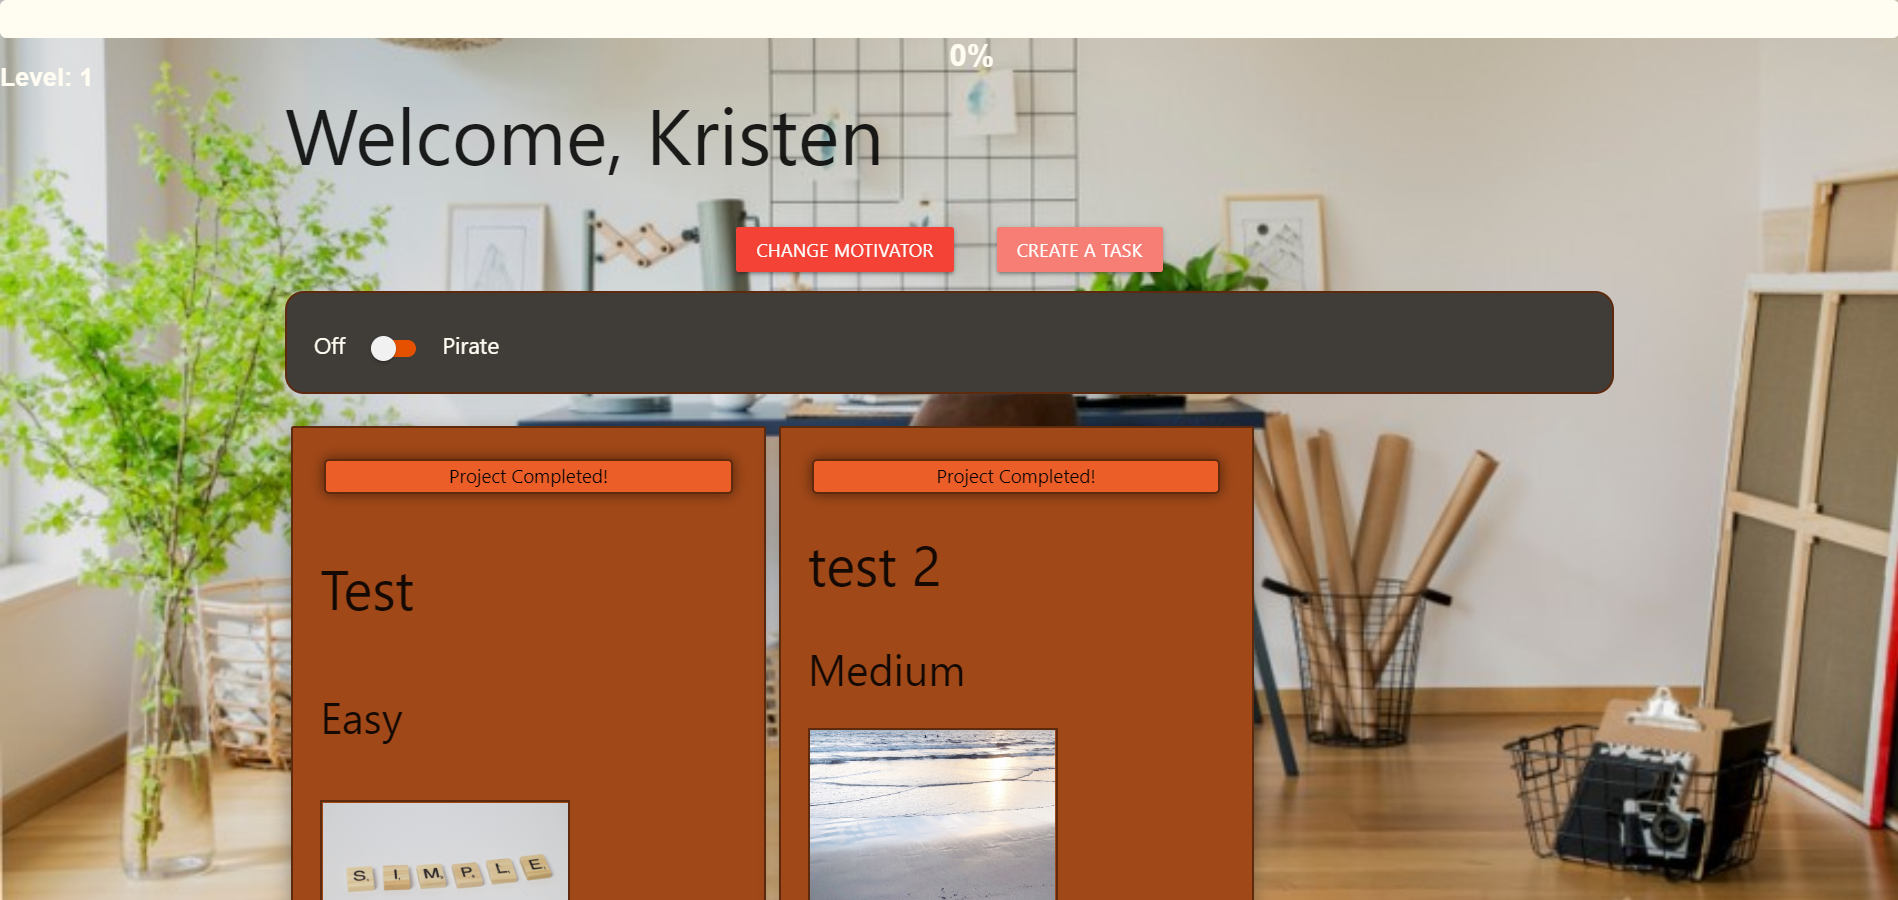 0%
Level: 1
Welcome, Kristen
CHANGE MOTIVATOR CREATE A TASK
Off Pirate
Project Completed!
Test
Easy
SIMPLE
Project Completed!
test 2
Medium